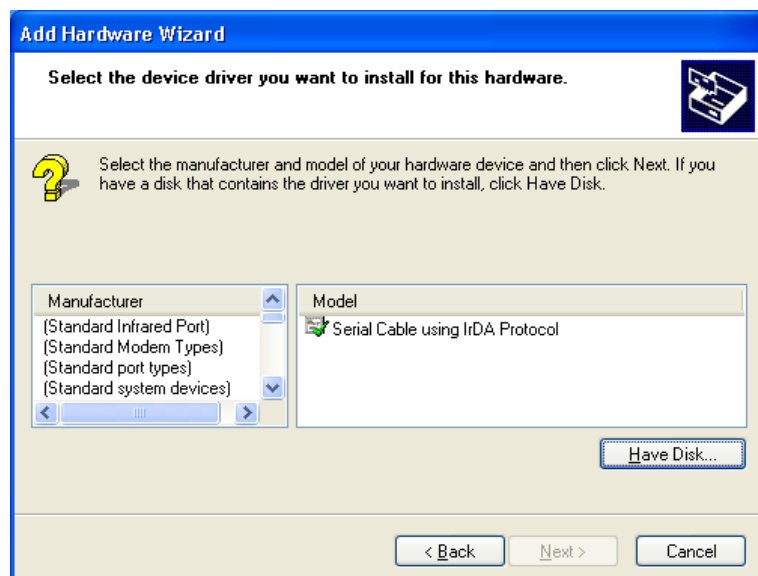 Add Hardware Wizard
Select the device driver you want to install for this hardware.
Select the manufacturer and model of your hardware device and then click Next. If you
have a disk that contains the driver you want to install, click Have Disk.
Manufacturer
(Standard Infrared Port)
(Standard Modem Types)
(Standard port types)
(Standard system devices)
Model
Serial Cable using IrDA Protocol
Have Disk...
< Back
Next >
Cancel